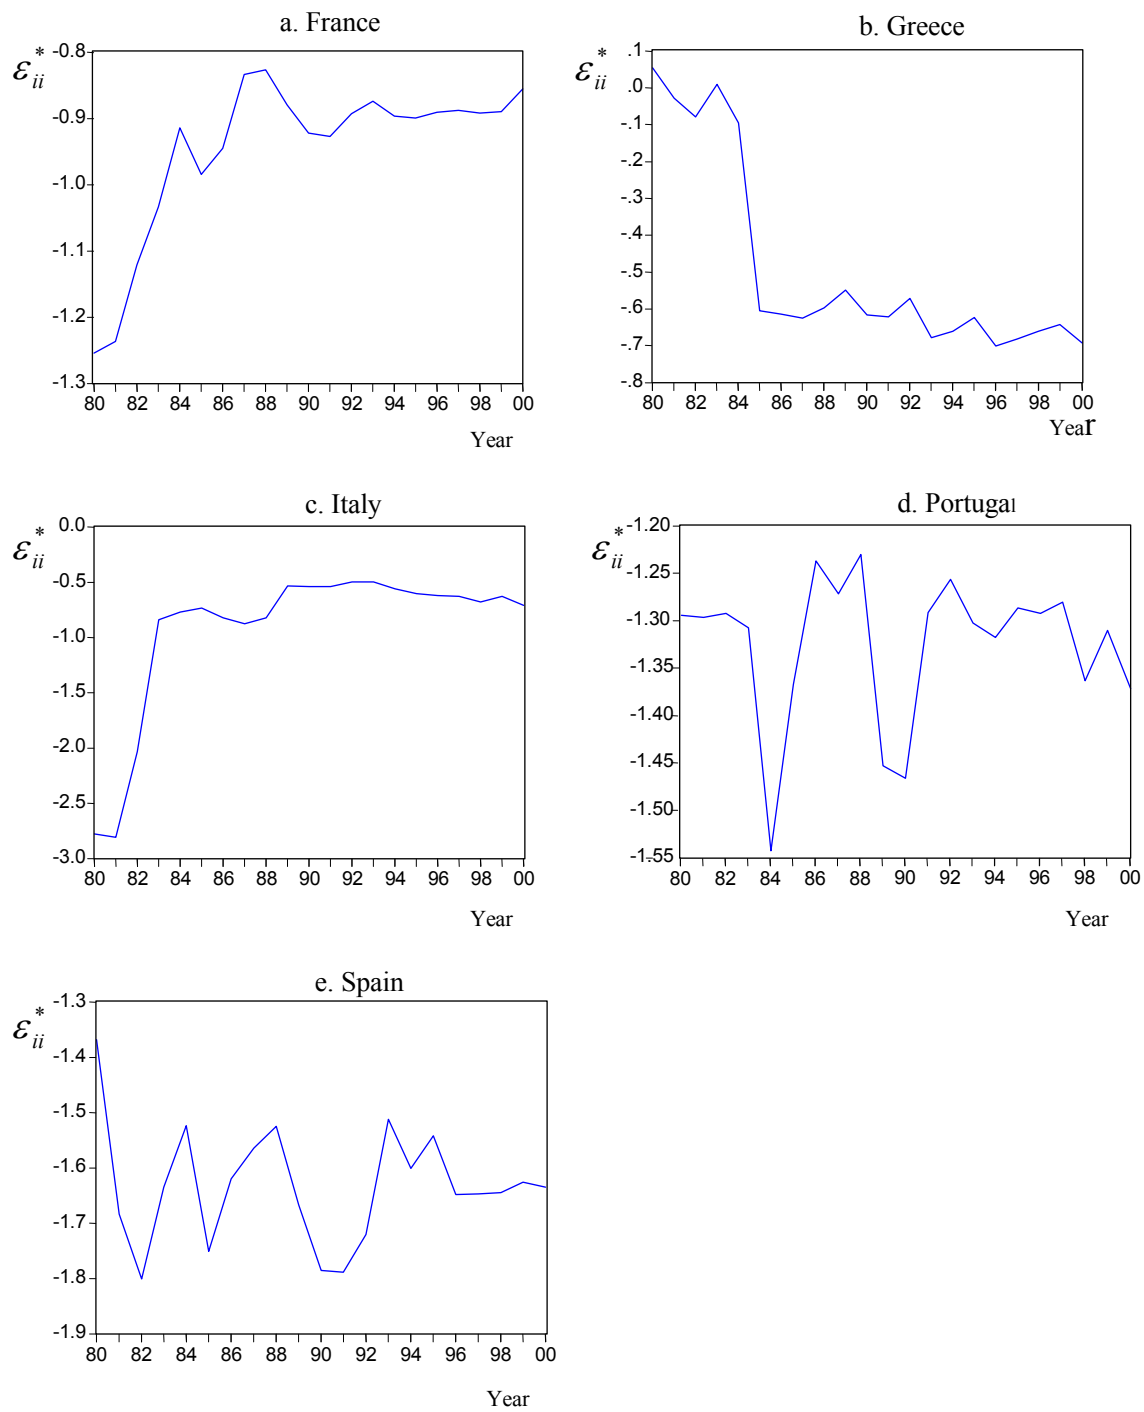 a. France
ε*ii
-0.8
-0.9
-1.0
-1.1
-1.2
-1.3
80 82 84 86 88 90 92 94 96 98 00
Year
b. Greece
ε*ii
.1
.0
-.1
-.2
-.3
-.4
-.5
-.6
-.7
-.8
80 82 84 86 88 90 92 94 96 98 00
Year
c. Italy
ε*ii
0.0
-0.5
-1.0
-1.5
-2.0
-2.5
-3.0
80 82 84 86 88 90 92 94 96 98 00
Year
d. Portugal
ε*ii
-1.20
-1.25
-1.30
-1.35
-1.40
-1.45
-1.50
-1.55
80 82 84 86 88 90 92 94 96 98 00
Year
e. Spain
ε*ii
-1.3
-1.4
-1.5
-1.6
-1.7
-1.8
-1.9
80 82 84 86 88 90 92 94 96 98 00
Year